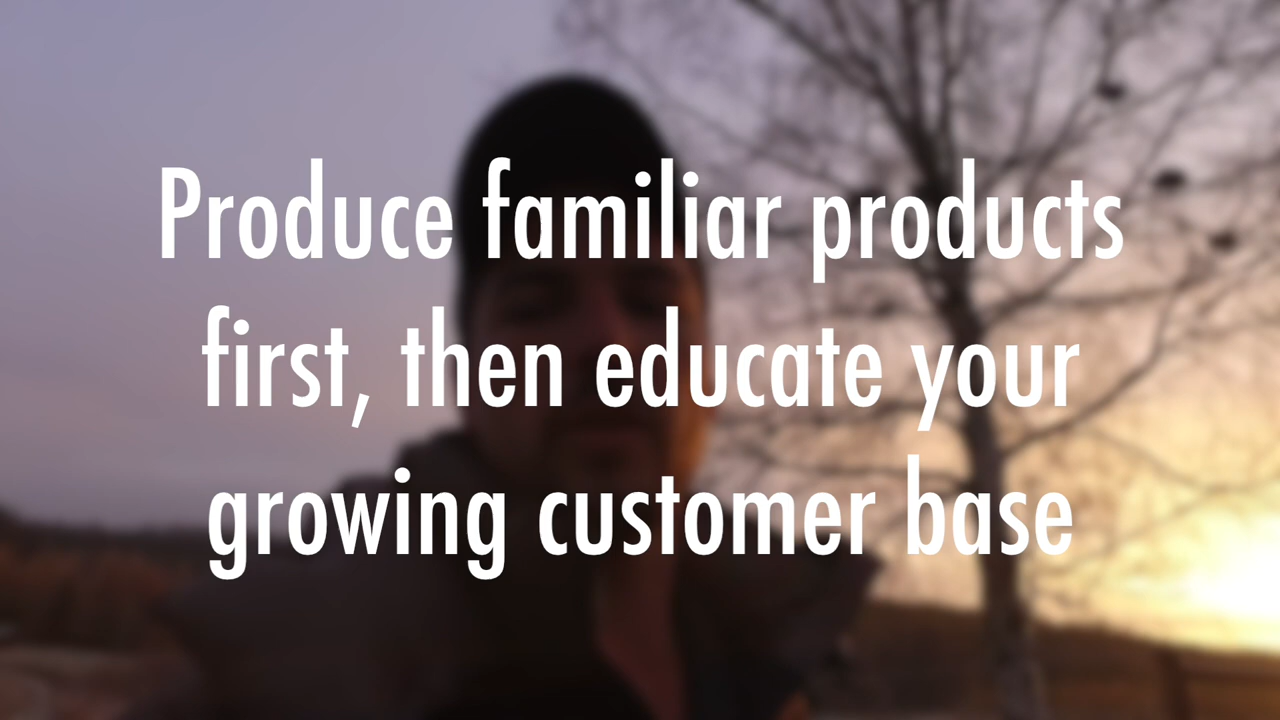 Produce familiar products
first, then educate your
growing customer base